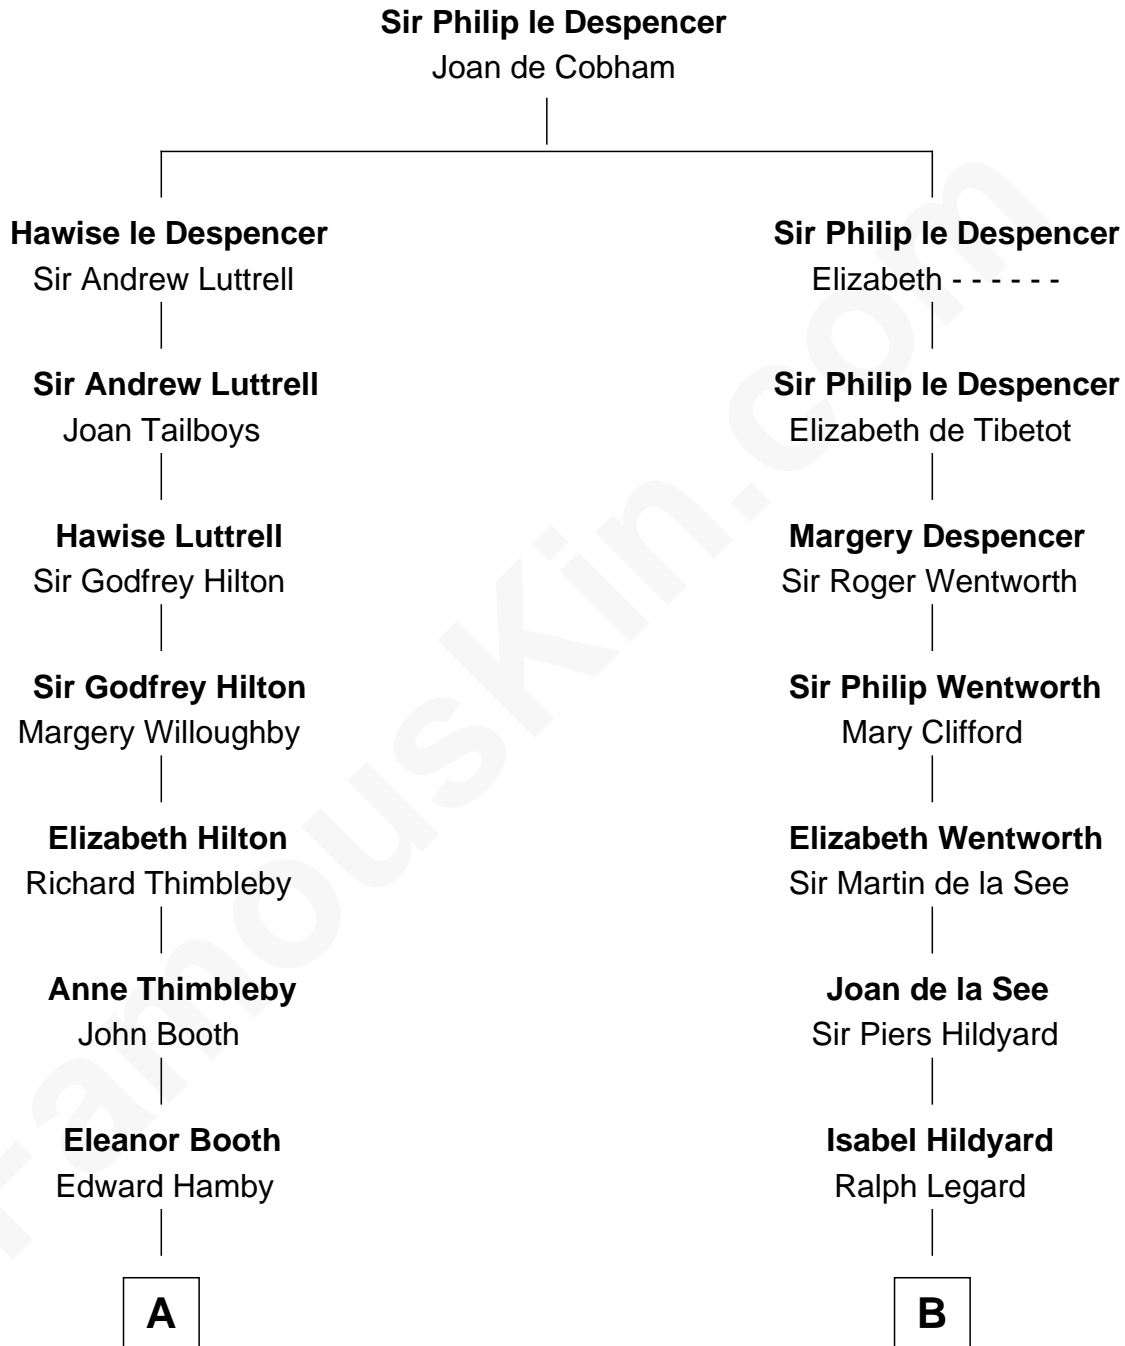 Sir Philip le Despencer
Joan de Cobham
Hawise le Despencer
Sir Andrew Luttrell
Sir Philip le Despencer
Elizabeth - - - - - -
Sir Andrew Luttrell
Joan Tailboys
Sir Philip le Despencer
Elizabeth de Tibetot
Hawise Luttrell
Sir Godfrey Hilton
Margery Despencer
Sir Roger Wentworth
Sir Godfrey Hilton
Margery Willoughby
Sir Philip Wentworth
Mary Clifford
Elizabeth Hilton
Richard Thimbleby
Elizabeth Wentworth
Sir Martin de la See
Anne Thimbleby
John Booth
Joan de la See
Sir Piers Hildyard
Eleanor Booth
Edward Hamby
Isabel Hildyard
Ralph Legard
A
B
FamousKin.com